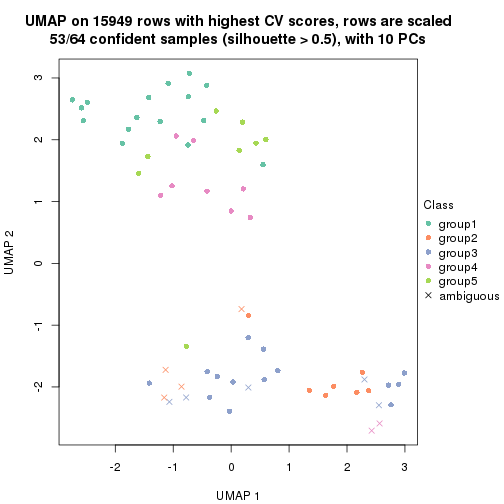 UMAP on 15949 rows with highest CV scores, rows are scaled
53/64 confident samples (silhouette > 0.5), with 10 PCs
3
2
1
0
-1
-2
UMAP 2
-2
-1
0
1
2
3
UMAP 1
Class
group1
group2
group3
group4
group5
ambiguous